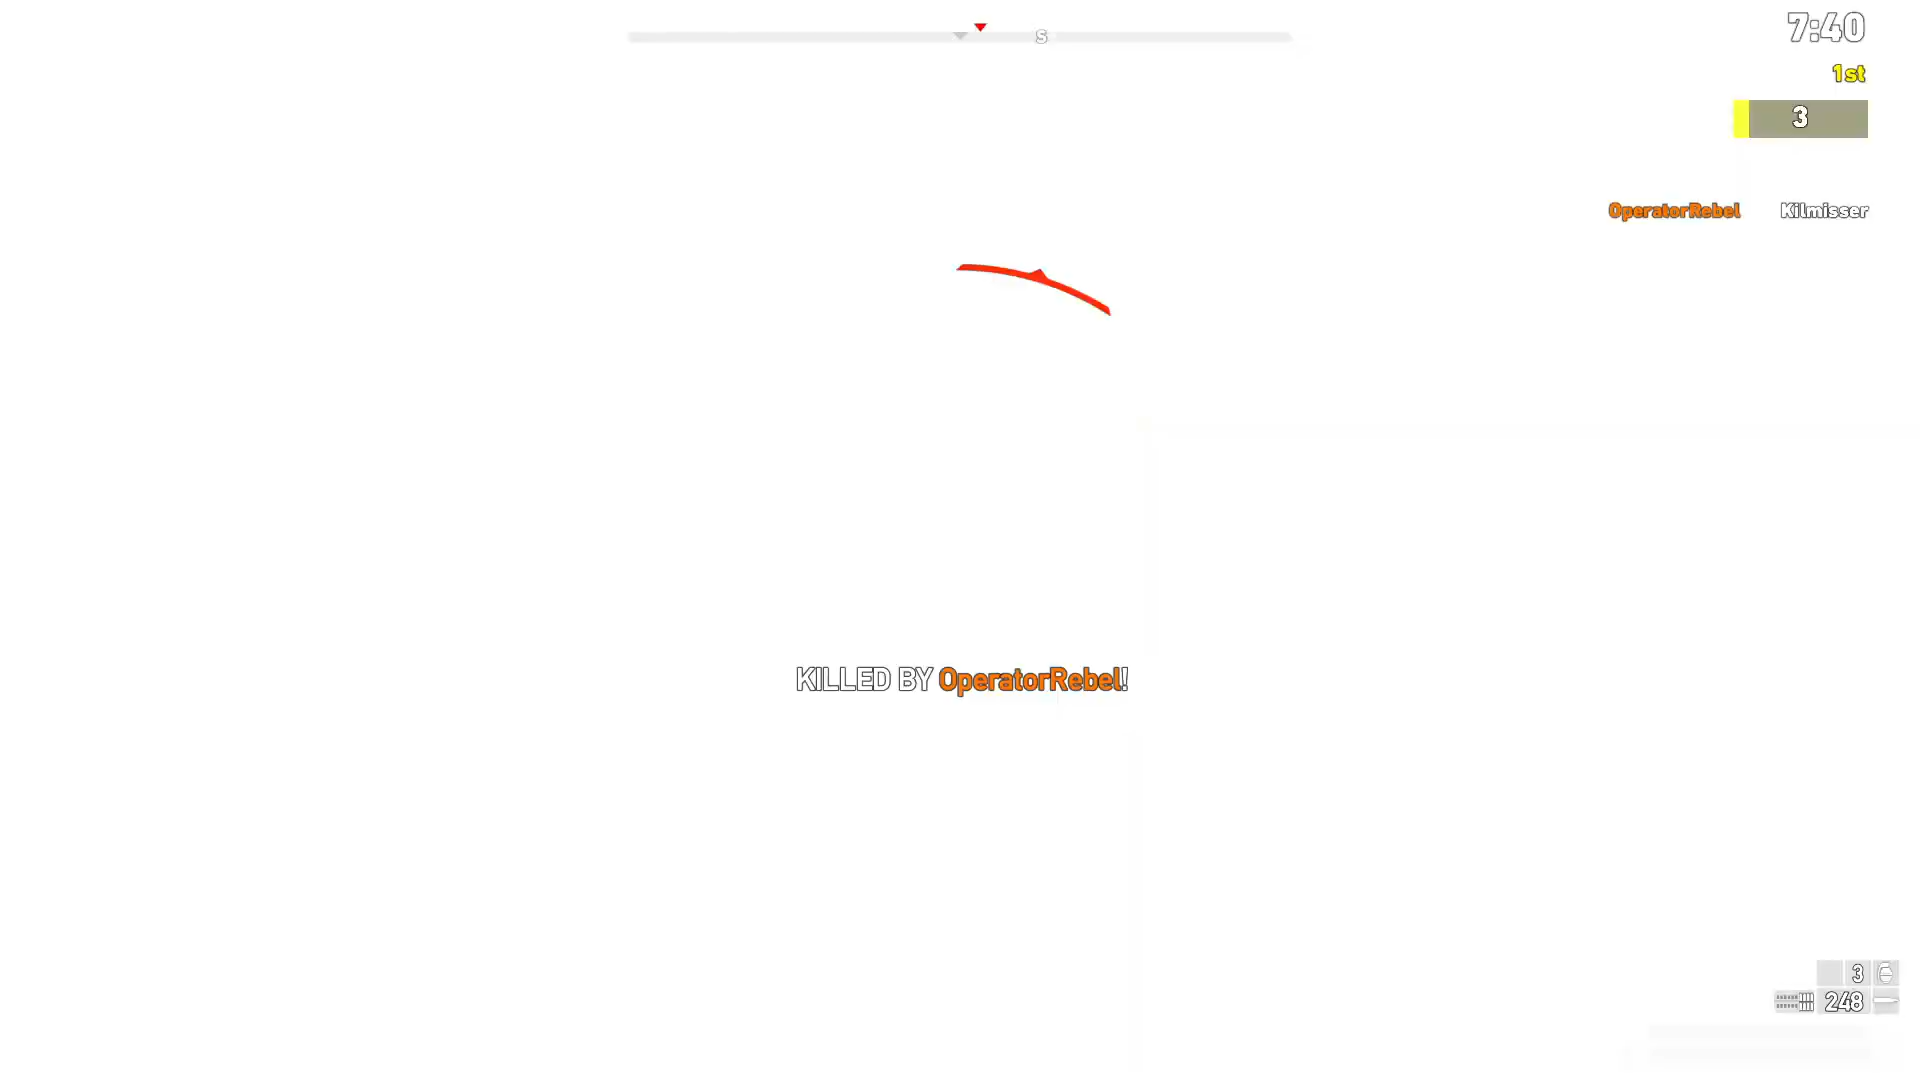 S
7:40
1st
3
OperatorRebel Kilmisser
KILLED BY OperatorRebel!
3
248